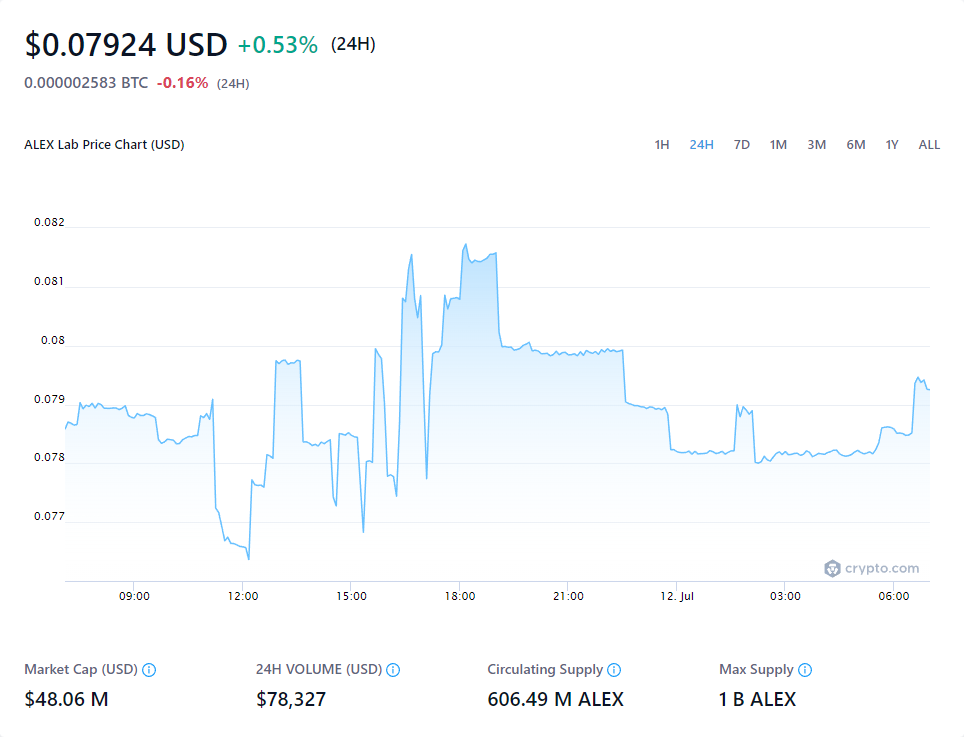 $0.07924 USD +0.53% (24H)
0.000002583 BTC -0.16% (24H)
ALEX Lab Price Chart (USD) 1H 24H 7D 1M 3M 6M 1Y ALL
0.082
0.081
0.08
0.079
0.078
0.077
crypto.com
09:00 12:00 15:00 18:00 21:00 12. Jul 03:00 06:00
Market Cap (USD) 24H VOLUME (USD) Circulating Supply Max Supply
$48.06 M $78,327 606.49 M ALEX 1 B ALEX